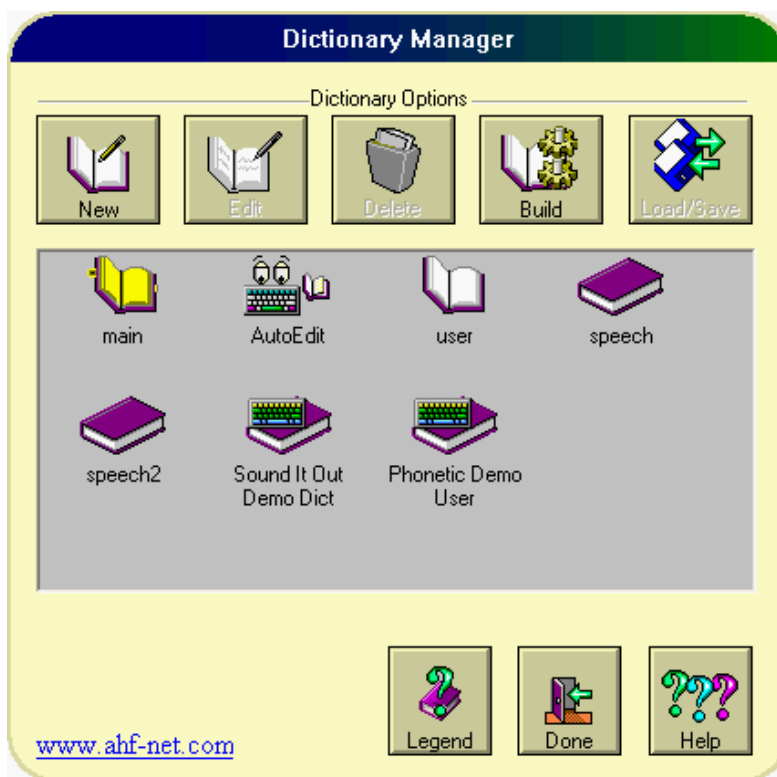 Dictionary Manager
Dictionary Options
New Edit Delete Build Load/Save
main AutoEdit user speech
speech2 Sound It Out Phonetic Demo
Demo Dict User
www.ahf-net.com Legend Done Help